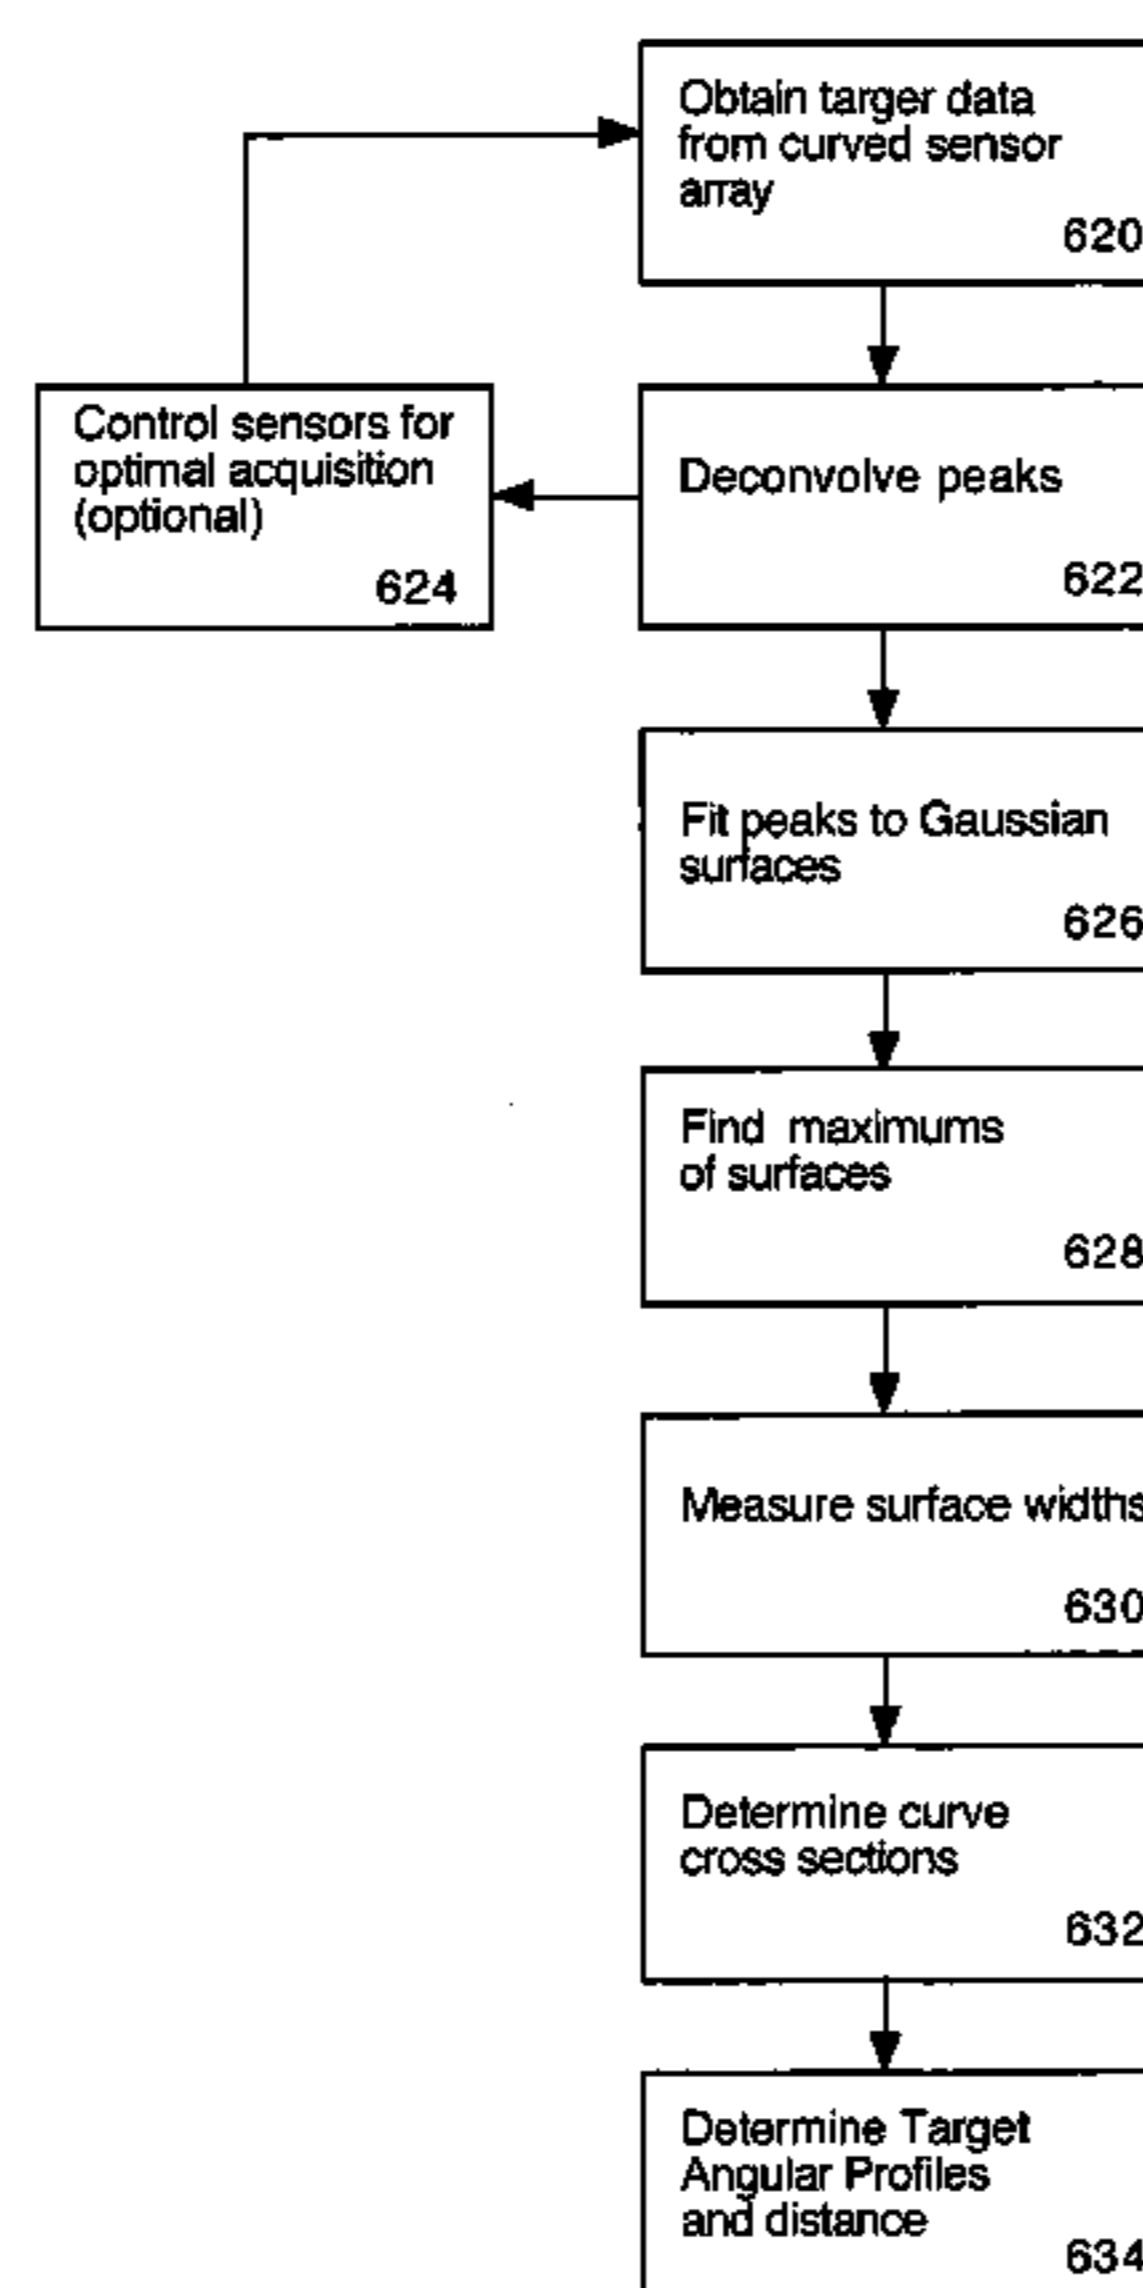 Obtain targer data
from curved sensor
array
620
Control sensors for
optimal acquisition
(optional)
624
Deconvolve peaks
622
Fit peaks to Gaussian
surfaces
626
Find maximums
of surfaces
628
Measure surface widths
630
Determine curve
cross sections
632
Determine Target
Angular Profiles
and distance
634